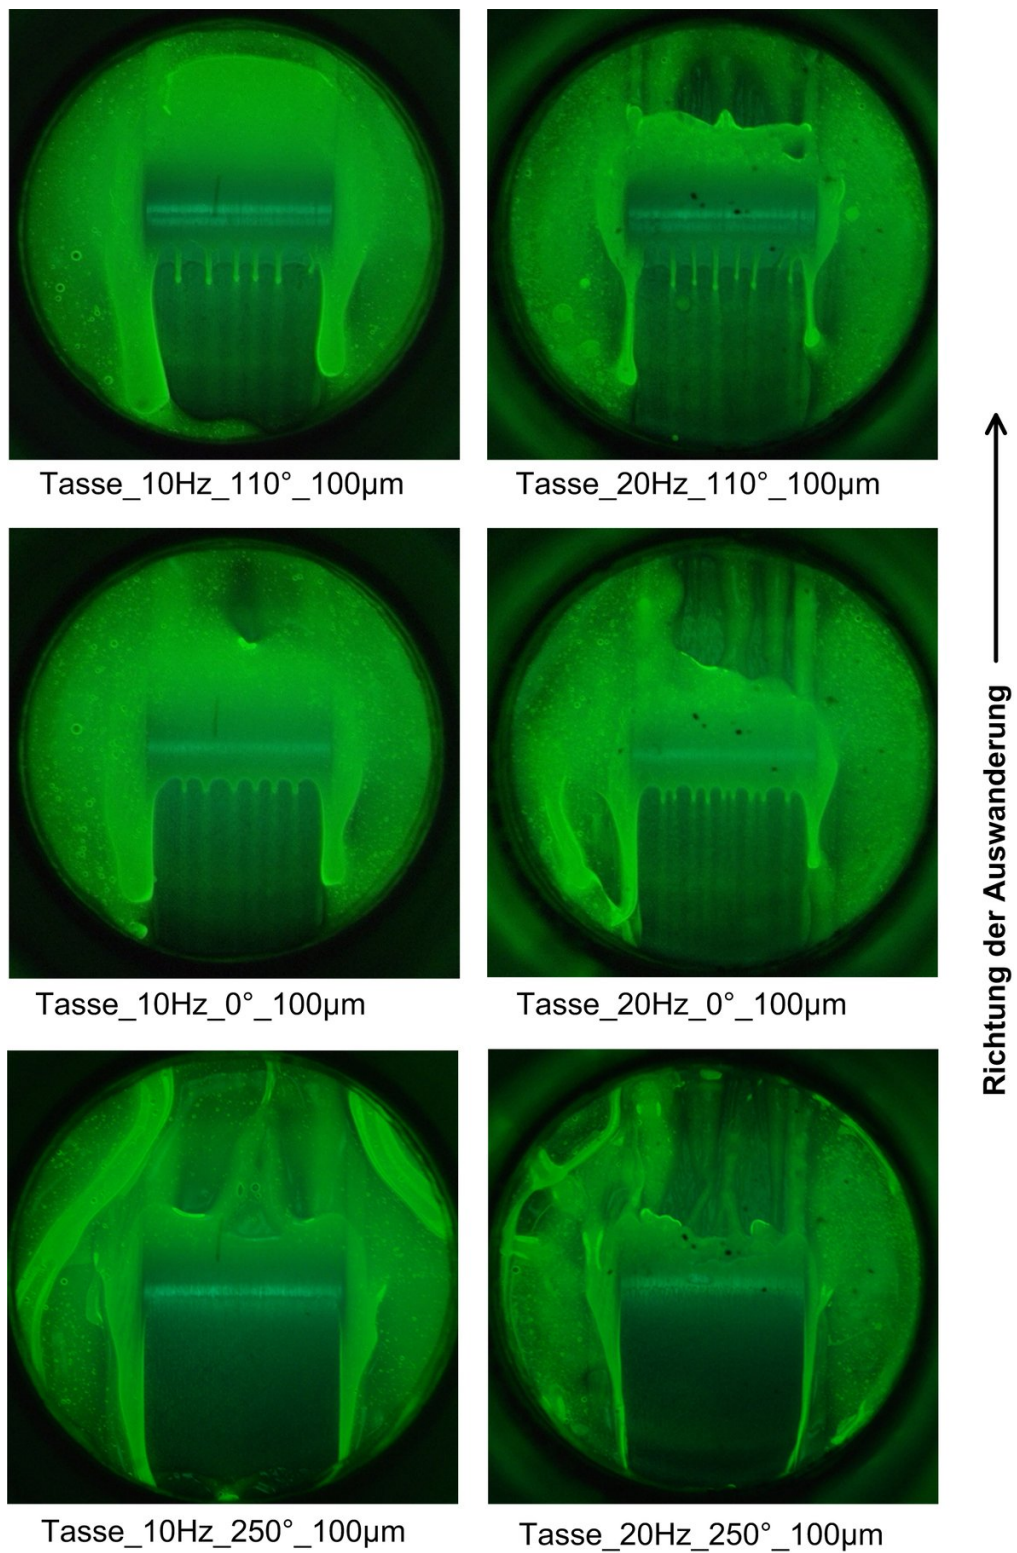 Tasse_10Hz_110°_100µm
Tasse_20Hz_110°_100µm
Tasse_10Hz_0°_100µm
Tasse_20Hz_0°_100µm
Tasse_10Hz_250°_100µm
Tasse_20Hz_250°_100µm
Richtung der Auswanderung